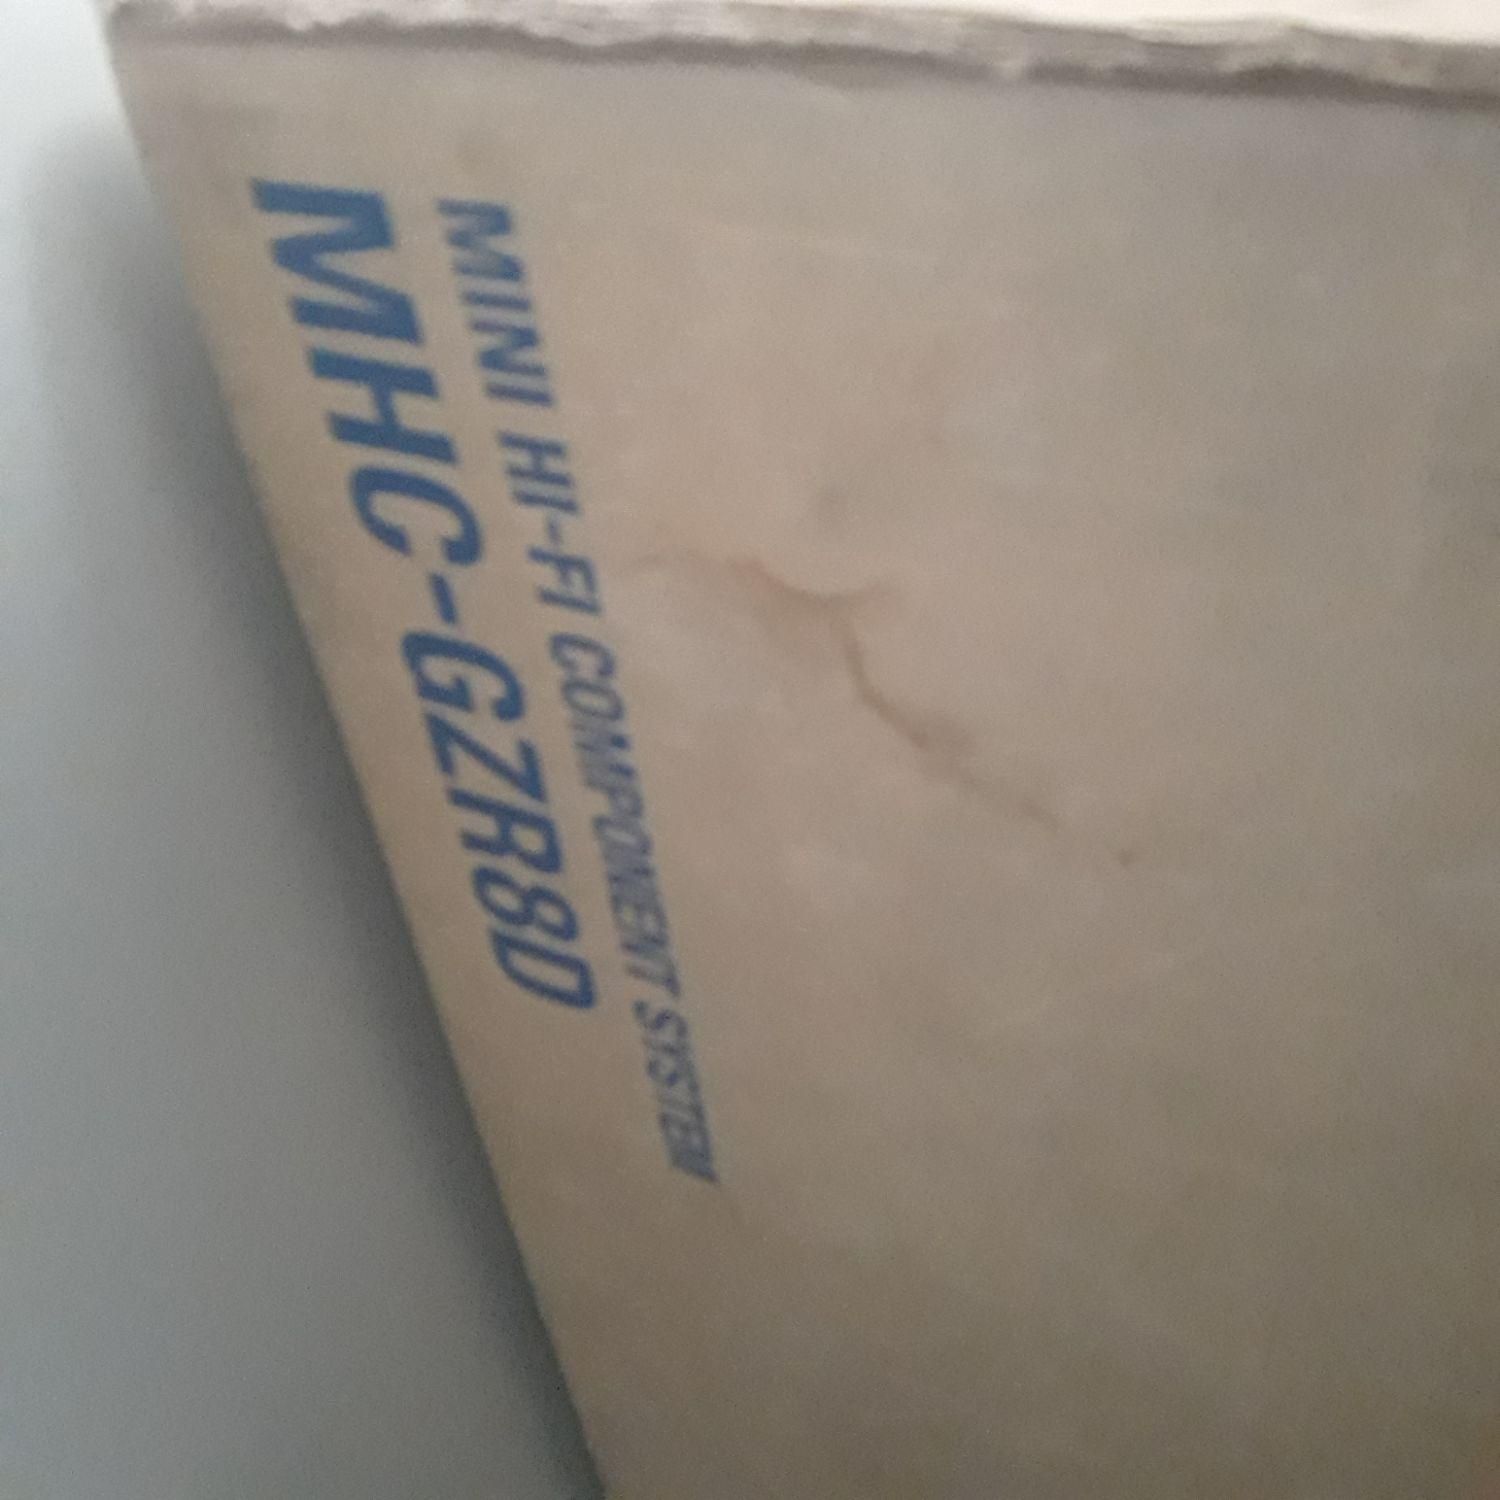 MHC-GZR8D
MINI HI-FI COMPONENT SYSTEM